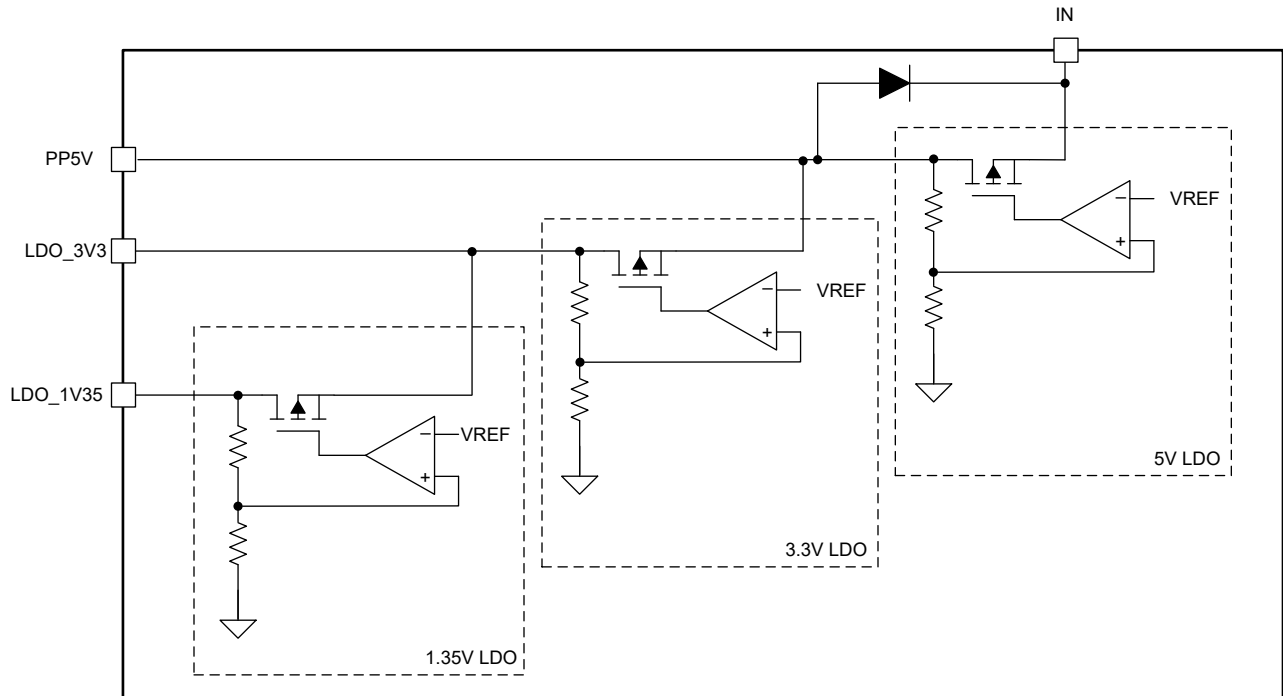 IN
PP5V
VREF
LDO_3V3
VREF
LDO_1V35
VREF
5V LDO
3.3V LDO
1.35V LDO